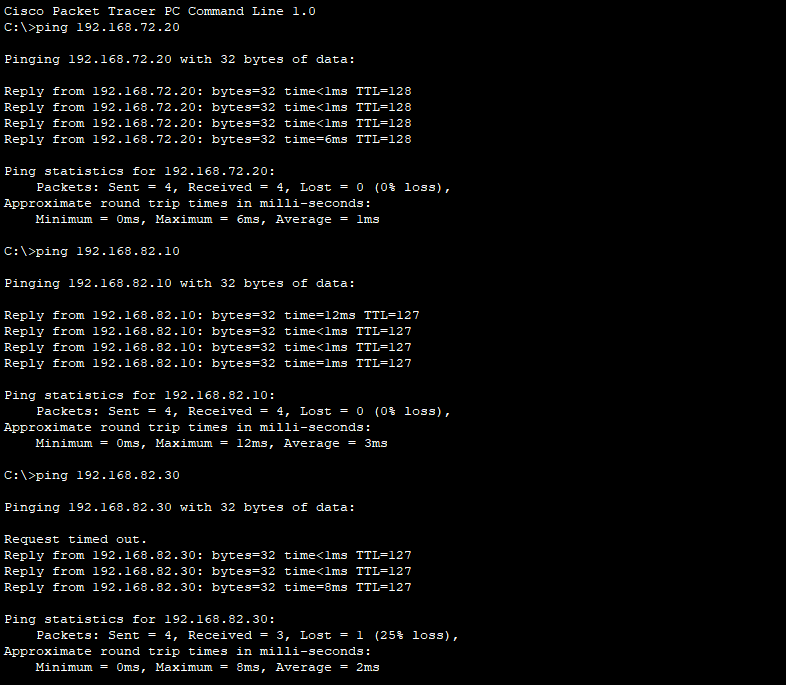 Cisco Packet Tracer PC Command Line 1.0
C:\>ping 192.168.72.20
Pinging 192.168.72.20 with 32 bytes of data:
Reply from 192.168.72.20: bytes=32 time<1ms TTL=128
Reply from 192.168.72.20: bytes=32 time<1ms TTL=128
Reply from 192.168.72.20: bytes=32 time<1ms TTL=128
Reply from 192.168.72.20: bytes=32 time=6ms TTL=128
Ping statistics for 192.168.72.20:
    Packets: Sent = 4, Received = 4, Lost = 0 (0% loss),
Approximate round trip times in milli-seconds:
    Minimum = 0ms, Maximum = 6ms, Average = 1ms
C:\>ping 192.168.82.10
Pinging 192.168.82.10 with 32 bytes of data:
Reply from 192.168.82.10: bytes=32 time=12ms TTL=127
Reply from 192.168.82.10: bytes=32 time<1ms TTL=127
Reply from 192.168.82.10: bytes=32 time<1ms TTL=127
Reply from 192.168.82.10: bytes=32 time=1ms TTL=127
Ping statistics for 192.168.82.10:
    Packets: Sent = 4, Received = 4, Lost = 0 (0% loss),
Approximate round trip times in milli-seconds:
    Minimum = 0ms, Maximum = 12ms, Average = 3ms
C:\>ping 192.168.82.30
Pinging 192.168.82.30 with 32 bytes of data:
Request timed out.
Reply from 192.168.82.30: bytes=32 time<1ms TTL=127
Reply from 192.168.82.30: bytes=32 time<1ms TTL=127
Reply from 192.168.82.30: bytes=32 time=8ms TTL=127
Ping statistics for 192.168.82.30:
    Packets: Sent = 4, Received = 3, Lost = 1 (25% loss),
Approximate round trip times in milli-seconds:
    Minimum = 0ms, Maximum = 8ms, Average = 2ms